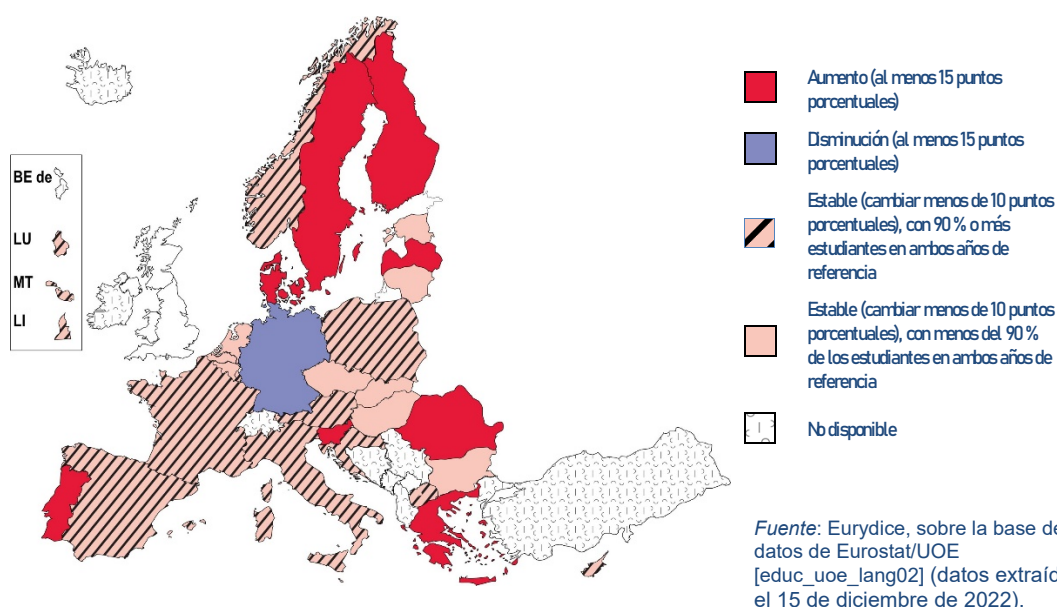 BE de
LU
MT
LI
Aumento (al menos 15 puntos
porcentuales)
Disminución (al menos 15 puntos
porcentuales)
Estable (cambiar menos de 10 puntos
porcentuales), con 90 % o más
estudiantes en ambos años de
referencia
Estable (cambiar menos de 10 puntos
porcentuales), con menos del 90 %
de los estudiantes en ambos años de
referencia
No disponible
Fuente: Eurydice, sobre la base de
datos de Eurostat/UOE
[educ_uoe_lang02] (datos extraíd
el 15 de diciembre de 2022).